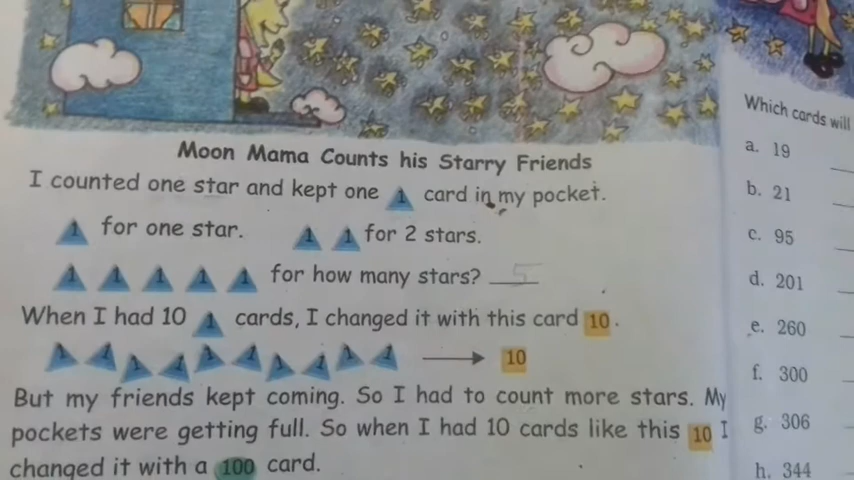 Moon Mama Counts his Starry Friends
I counted one star and kept one 1 card in my pocket.
1 for one star. 1 1 for 2 stars.
1 1 1 1 1 for how many stars? 5
When I had 10 1 cards, I changed it with this card 10.
1 1 1 1 1 1 1 1 1 1 → 10
But my friends kept coming. So I had to count more stars. My
pockets were getting full. So when I had 10 cards like this 10 I
changed it with a 100 card.
Which cards will
a. 19
b. 21
c. 95
d. 201
e. 260
f. 300
g. 306
h. 344